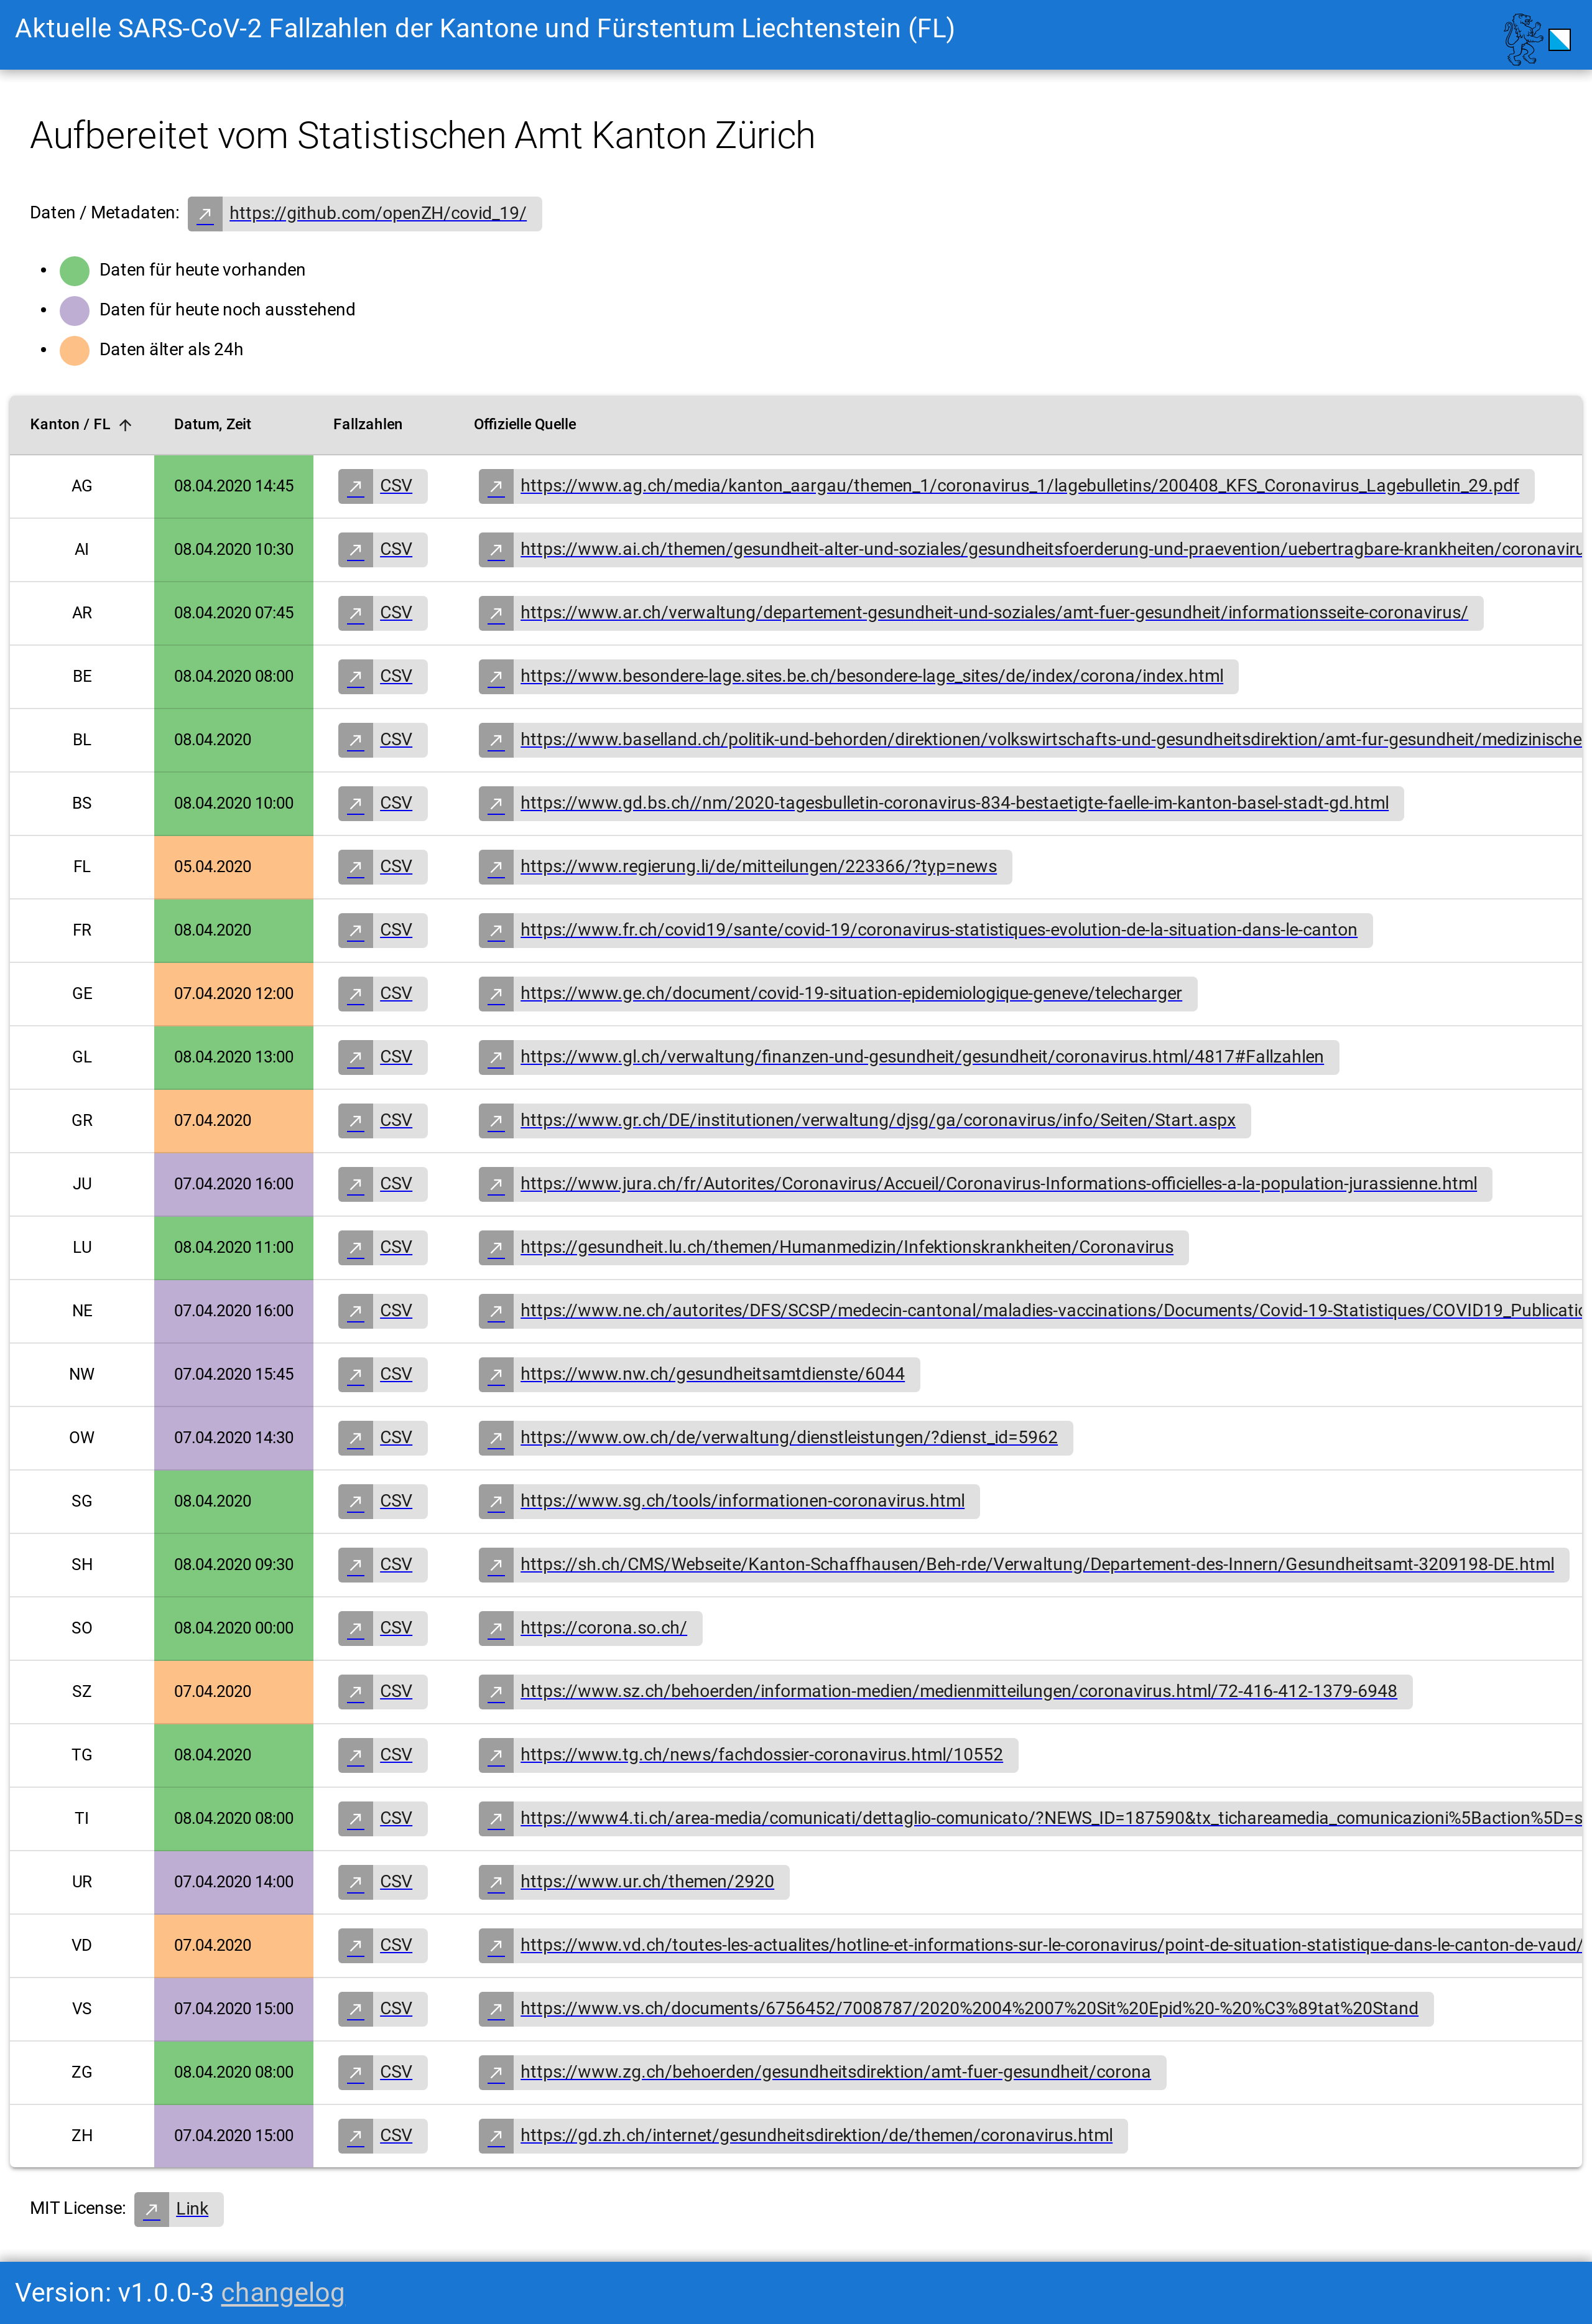 Aktuelle SARS-CoV-2 Fallzahlen der Kantone und Fürstentum Liechtenstein (FL)
Aufbereitet vom Statistischen Amt Kanton Zürich
Daten / Metadaten: https://github.com/openZH/covid_19/
Daten für heute vorhanden
Daten für heute noch ausstehend
Daten älter als 24h
Kanton / FL Datum, Zeit Fallzahlen Offizielle Quelle
AG 08.04.2020 14:45 CSV https://www.ag.ch/media/kanton_aargau/themen_1/coronavirus_1/lagebulletins/200408_KFS_Coronavirus_Lagebulletin_29.pdf
AI 08.04.2020 10:30 CSV https://www.ai.ch/themen/gesundheit-alter-und-soziales/gesundheitsfoerderung-und-praevention/uebertragbare-krankheiten/coronaviru
AR 08.04.2020 07:45 CSV https://www.ar.ch/verwaltung/departement-gesundheit-und-soziales/amt-fuer-gesundheit/informationsseite-coronavirus/
BE 08.04.2020 08:00 CSV https://www.besondere-lage.sites.be.ch/besondere-lage_sites/de/index/corona/index.html
BL 08.04.2020 CSV https://www.baselland.ch/politik-und-behorden/direktionen/volkswirtschafts-und-gesundheitsdirektion/amt-fur-gesundheit/medizinische
BS 08.04.2020 10:00 CSV https://www.gd.bs.ch//nm/2020-tagesbulletin-coronavirus-834-bestaetigte-faelle-im-kanton-basel-stadt-gd.html
FL 05.04.2020 CSV https://www.regierung.li/de/mitteilungen/223366/?typ=news
FR 08.04.2020 CSV https://www.fr.ch/covid19/sante/covid-19/coronavirus-statistiques-evolution-de-la-situation-dans-le-canton
GE 07.04.2020 12:00 CSV https://www.ge.ch/document/covid-19-situation-epidemiologique-geneve/telecharger
GL 08.04.2020 13:00 CSV https://www.gl.ch/verwaltung/finanzen-und-gesundheit/gesundheit/coronavirus.html/4817#Fallzahlen
GR 07.04.2020 CSV https://www.gr.ch/DE/institutionen/verwaltung/djsg/ga/coronavirus/info/Seiten/Start.aspx
JU 07.04.2020 16:00 CSV https://www.jura.ch/fr/Autorites/Coronavirus/Accueil/Coronavirus-Informations-officielles-a-la-population-jurassienne.html
LU 08.04.2020 11:00 CSV https://gesundheit.lu.ch/themen/Humanmedizin/Infektionskrankheiten/Coronavirus
NE 07.04.2020 16:00 CSV https://www.ne.ch/autorites/DFS/SCSP/medecin-cantonal/maladies-vaccinations/Documents/Covid-19-Statistiques/COVID19_Publicatio
NW 07.04.2020 15:45 CSV https://www.nw.ch/gesundheitsamtdienste/6044
OW 07.04.2020 14:30 CSV https://www.ow.ch/de/verwaltung/dienstleistungen/?dienst_id=5962
SG 08.04.2020 CSV https://www.sg.ch/tools/informationen-coronavirus.html
SH 08.04.2020 09:30 CSV https://sh.ch/CMS/Webseite/Kanton-Schaffhausen/Beh-rde/Verwaltung/Departement-des-Innern/Gesundheitsamt-3209198-DE.html
SO 08.04.2020 00:00 CSV https://corona.so.ch/
SZ 07.04.2020 CSV https://www.sz.ch/behoerden/information-medien/medienmitteilungen/coronavirus.html/72-416-412-1379-6948
TG 08.04.2020 CSV https://www.tg.ch/news/fachdossier-coronavirus.html/10552
TI 08.04.2020 08:00 CSV https://www4.ti.ch/area-media/comunicati/dettaglio-comunicato/?NEWS_ID=187590&tx_tichareamedia_comunicazioni%5Baction%5D=s
UR 07.04.2020 14:00 CSV https://www.ur.ch/themen/2920
VD 07.04.2020 CSV https://www.vd.ch/toutes-les-actualites/hotline-et-informations-sur-le-coronavirus/point-de-situation-statistique-dans-le-canton-de-vaud/
VS 07.04.2020 15:00 CSV https://www.vs.ch/documents/6756452/7008787/2020%2004%2007%20Sit%20Epid%20-%20%C3%89tat%20Stand
ZG 08.04.2020 08:00 CSV https://www.zg.ch/behoerden/gesundheitsdirektion/amt-fuer-gesundheit/corona
ZH 07.04.2020 15:00 CSV https://gd.zh.ch/internet/gesundheitsdirektion/de/themen/coronavirus.html
MIT License: Link
Version: v1.0.0-3 changelog